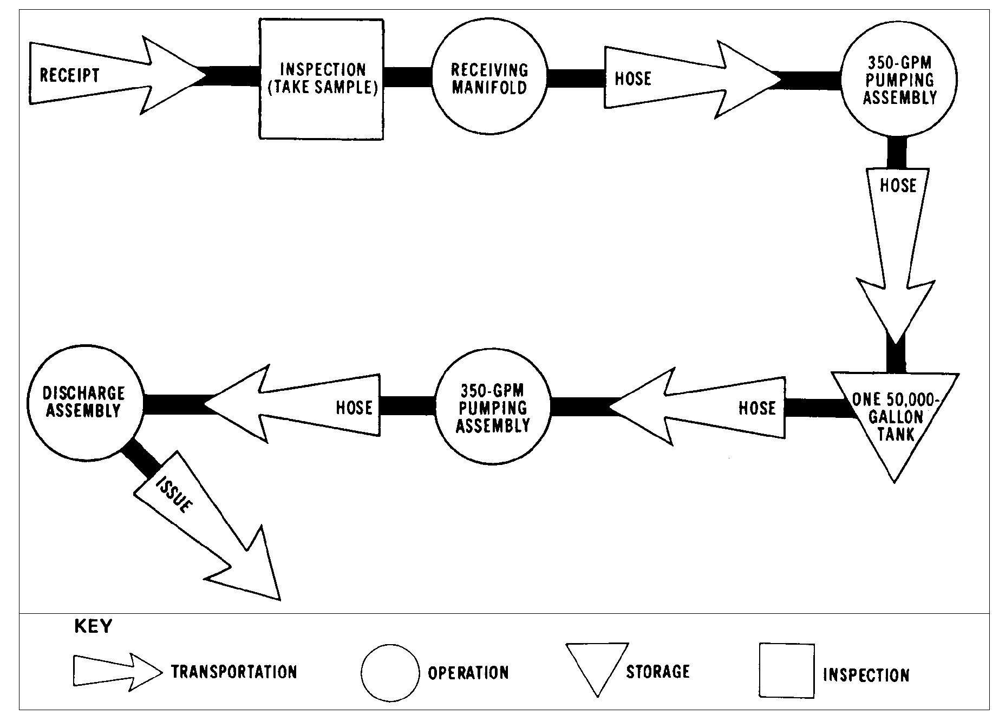 RECEIPT
INSPECTION
(TAKE SAMPLE)
RECEIVING
MANIFOLD
HOSE
350-GPM
PUMPING
ASSEMBLY
HOSE
ONE 50,000-
GALLON
TANK
HOSE
350-GPM
PUMPING
ASSEMBLY
HOSE
DISCHARGE
ASSEMBLY
ISSUE
KEY
TRANSPORTATION
OPERATION
STORAGE
INSPECTION